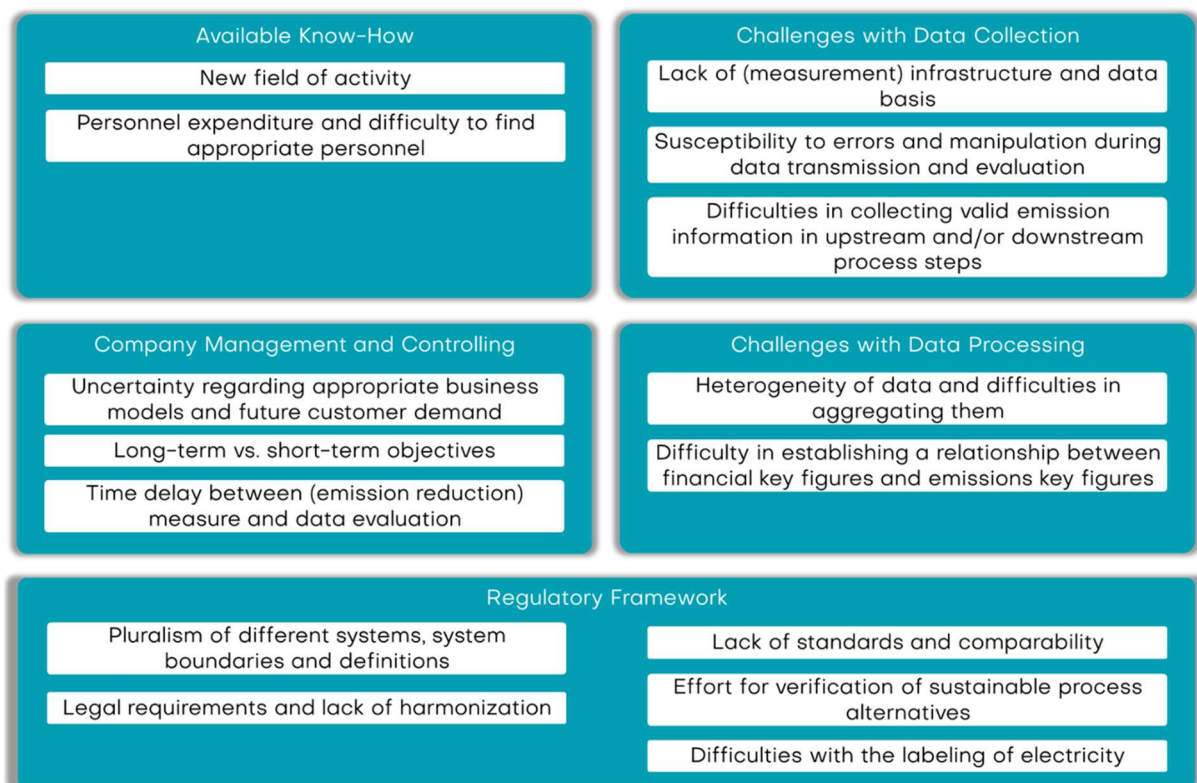 Available Know-How
New field of activity
Personnel expenditure and difficulty to find
appropriate personnel
Challenges with Data Collection
Lack of (measurement) infrastructure and data
basis
Susceptibility to errors and manipulation during
data transmission and evaluation
Difficulties in collecting valid emission
information in upstream and/or downstream
process steps
Company Management and Controlling
Uncertainty regarding appropriate business
models and future customer demand
Long-term vs. short-term objectives
Time delay between (emission reduction)
measure and data evaluation
Challenges with Data Processing
Heterogeneity of data and difficulties in
aggregating them
Difficulty in establishing a relationship between
financial key figures and emissions key figures
Regulatory Framework
Pluralism of different systems, system
boundaries and definitions
Legal requirements and lack of harmonization
Lack of standards and comparability
Effort for verification of sustainable process
alternatives
Difficulties with the labeling of electricity